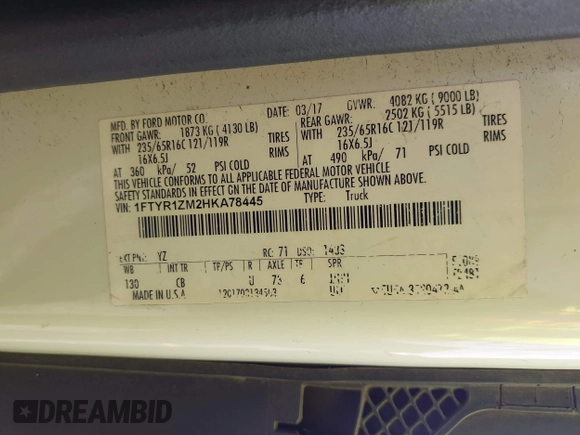 MFD. BY FORD MOTOR CO.
DATE: 03/17 GVWR: 4082 KG ( 9000 LB)
FRONT GAWR: 1873 KG ( 4130 LB) REAR GAWR: 2502 KG ( 5515 LB)
WITH 235/65R16C 121/119R TIRES 235/65R16C 121/119R TIRES
16X6.5J RIMS WITH 16X6.5J RIMS
AT 360 kPa/ 52 PSI COLD AT 490 kPa/ 71 PSI COLD
THIS VEHICLE CONFORMS TO ALL APPLICABLE FEDERAL MOTOR VEHICLE
SAFETY STANDARDS IN EFFECT ON THE DATE OF MANUFACTURE SHOWN ABOVE.
VIN: 1FTYR1ZM2HKA78445 TYPE: Truck
EXT PNT: YZ RC: 71 DSO:
WB INT TR TP/PS R AXLE TR SPR
130 CB 6
MADE IN U.S.A.
DREAMBID